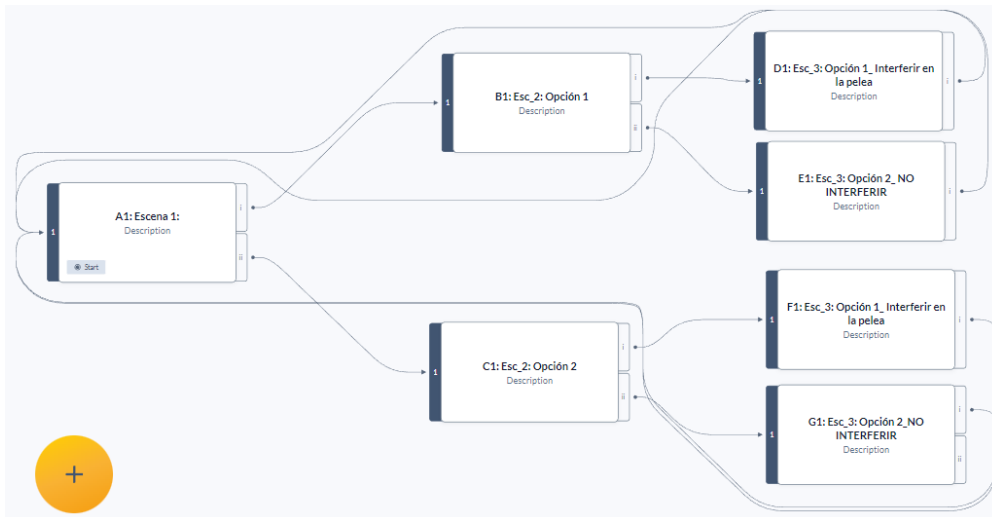 D1: Esc_3: Opción 1_ Interferir en
la pelea
Description
1
i
B1: Esc_2: Opción 1
Description
1
i
ii
E1: Esc_3: Opción 2_ NO
INTERFERIR
Description
1
i
A1: Escena 1:
Description
1
i
ii
Start
F1: Esc_3: Opción 1_ Interferir en
la pelea
Description
1
i
C1: Esc_2: Opción 2
Description
1
i
ii
G1: Esc_3: Opción 2_NO
INTERFERIR
Description
1
i
ii
+